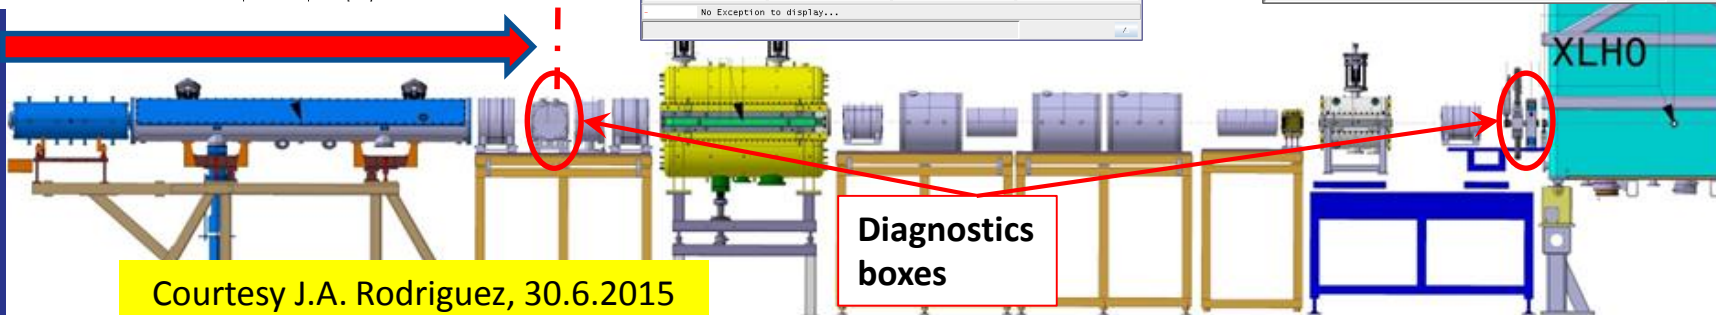 No Exception to display...
XLH0
Diagnostics
boxes
Courtesy J.A. Rodriguez, 30.6.2015